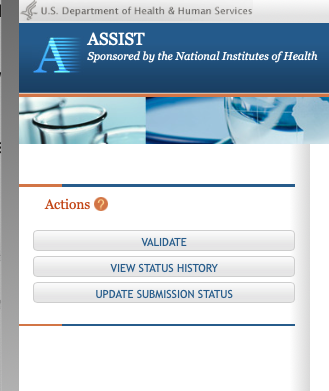 U.S. Department of Health & Human Services
ASSIST
Sponsored by the National Institutes of Health
Actions ?
VALIDATE
VIEW STATUS HISTORY
UPDATE SUBMISSION STATUS